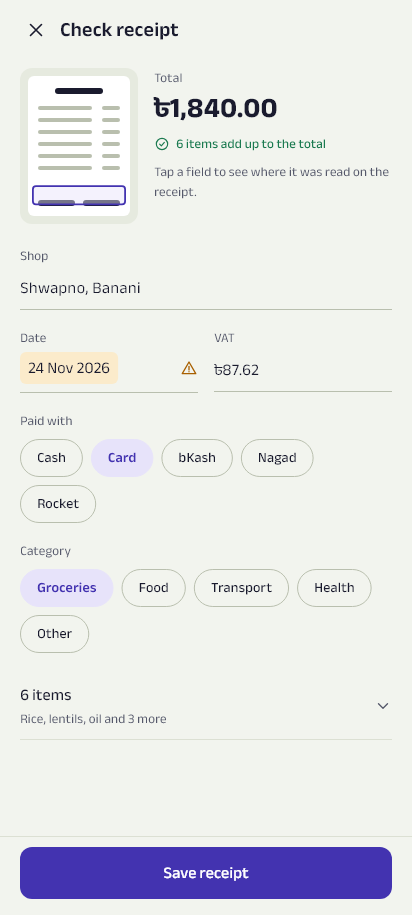 Check receipt
Total
৳1,840.00
6 items add up to the total
Tap a field to see where it was read on the
receipt.
Shop
Shwapno, Banani
Date
VAT
24 Nov 2026
৳87.62
Paid with
Cash
Card
bKash
Nagad
Rocket
Category
Groceries
Food
Transport
Health
Other
6 items
Rice, lentils, oil and 3 more
Save receipt